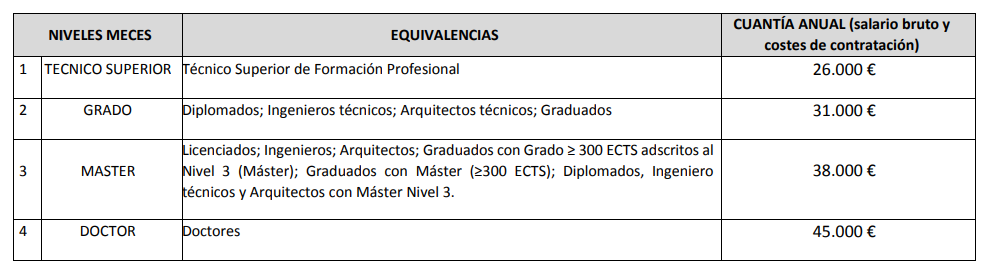 NIVELES MECES EQUIVALENCIAS CUANTÍA ANUAL (salario bruto y
costes de contratación)
1 TECNICO SUPERIOR Técnico Superior de Formación Profesional 26.000 €
2 GRADO Diplomados; Ingenieros técnicos; Arquitectos técnicos; Graduados 31.000 €
Licenciados; Ingenieros; Arquitectos; Graduados con Grado ≥ 300 ECTS adscritos al
3 MASTER Nivel 3 (Máster); Graduados con Máster (≥300 ECTS); Diplomados, Ingeniero 38.000 €
técnicos y Arquitectos con Máster Nivel 3.
4 DOCTOR Doctores 45.000 €